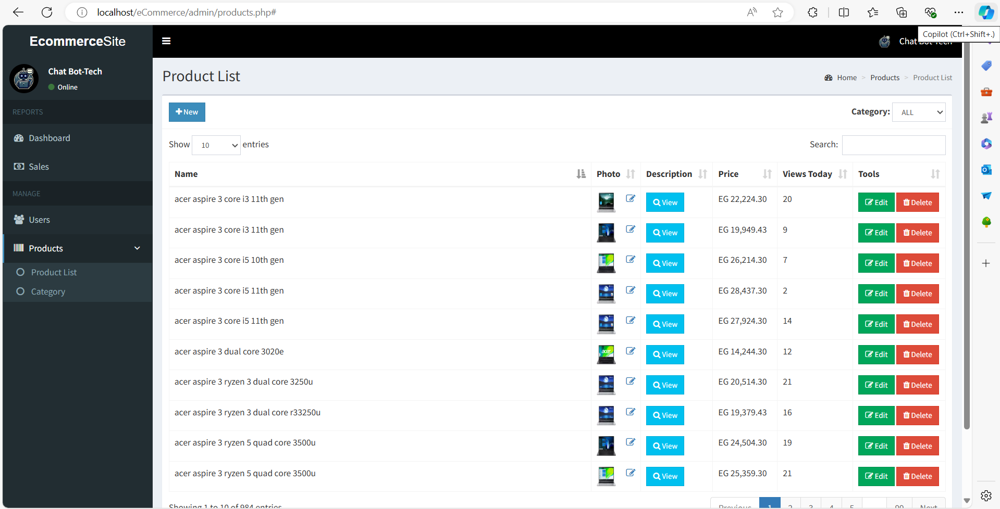 localhost/eCommerce/admin/products.php#
Copilot (Ctrl+Shift+.)
EcommerceSite
Chat Bot-Tech
Chat Bot-Tech
Online
REPORTS
Dashboard
Sales
MANAGE
Users
Products
Product List
Category
Product List
Home > Products > Product List
New
Category: ALL
Show 10 entries
Search:
Name Photo Description Price Views Today Tools
acer aspire 3 core i3 11th gen View EG 22,224.30 20 Edit Delete
acer aspire 3 core i3 11th gen View EG 19,949.43 9 Edit Delete
acer aspire 3 core i5 10th gen View EG 26,214.30 7 Edit Delete
acer aspire 3 core i5 11th gen View EG 28,437.30 2 Edit Delete
acer aspire 3 core i5 11th gen View EG 27,924.30 14 Edit Delete
acer aspire 3 dual core 3020e View EG 14,244.30 12 Edit Delete
acer aspire 3 ryzen 3 dual core 3250u View EG 20,514.30 21 Edit Delete
acer aspire 3 ryzen 3 dual core r33250u View EG 19,379.43 16 Edit Delete
acer aspire 3 ryzen 5 quad core 3500u View EG 24,504.30 19 Edit Delete
acer aspire 3 ryzen 5 quad core 3500u View EG 25,359.30 21 Edit Delete
Showing 1 to 10 of 984 entries
Previous 1 2 3 4 5 99 Next